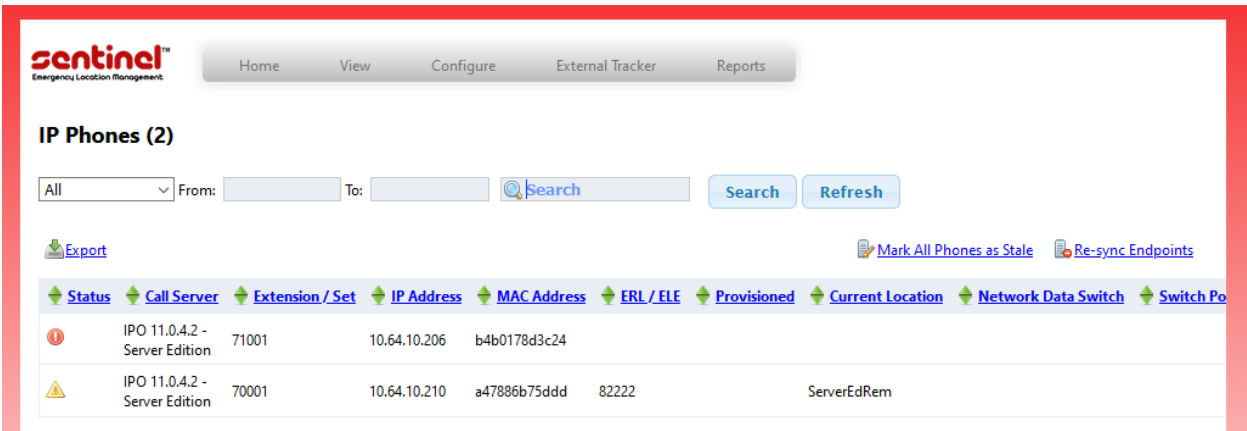 sentinel™
Emergency Location Management
Home View Configure External Tracker Reports
IP Phones (2)
All From: To: Search Search Refresh
Export Mark All Phones as Stale Re-sync Endpoints
Status Call Server Extension / Set IP Address MAC Address ERL / ELE Provisioned Current Location Network Data Switch Switch Po
IPO 11.0.4.2 -
Server Edition 71001 10.64.10.206 b4b0178d3c24
IPO 11.0.4.2 -
Server Edition 70001 10.64.10.210 a47886b75ddd 82222 ServerEdRem